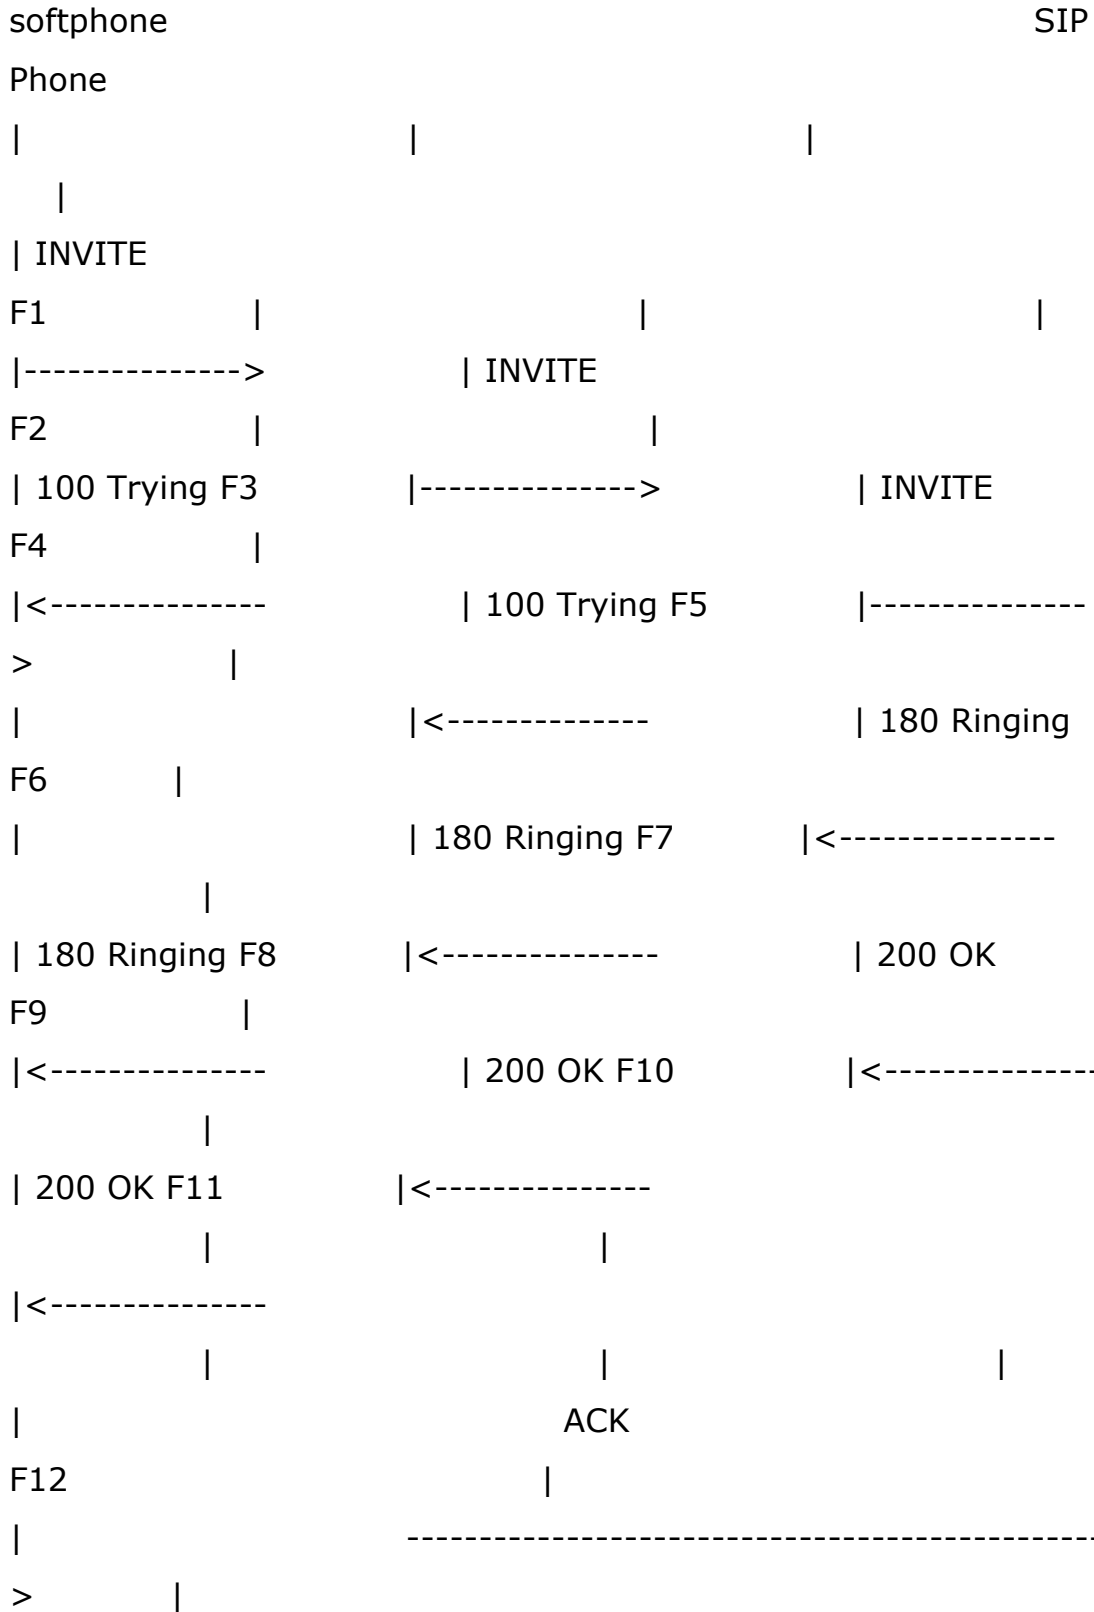 softphone                                                  SIP
Phone
|                      |                      |
   |
| INVITE
F1           |                      |                      |
|--------------->           | INVITE
F2           |                      |
| 100 Trying F3         |--------------->           | INVITE
F4           |
|<---------------           | 100 Trying F5         |---------------
>           |
|                      |<--------------           | 180 Ringing
F6       |
|                      | 180 Ringing F7       |<---------------
           |
| 180 Ringing F8       |<---------------           | 200 OK
F9           |
|<---------------           | 200 OK F10          |<---------------
           |
| 200 OK F11          |<---------------
           |                      |
|<---------------
           |                      |                      |
|                              ACK
F12                          |
|                      ------------------------------------------------
>        |